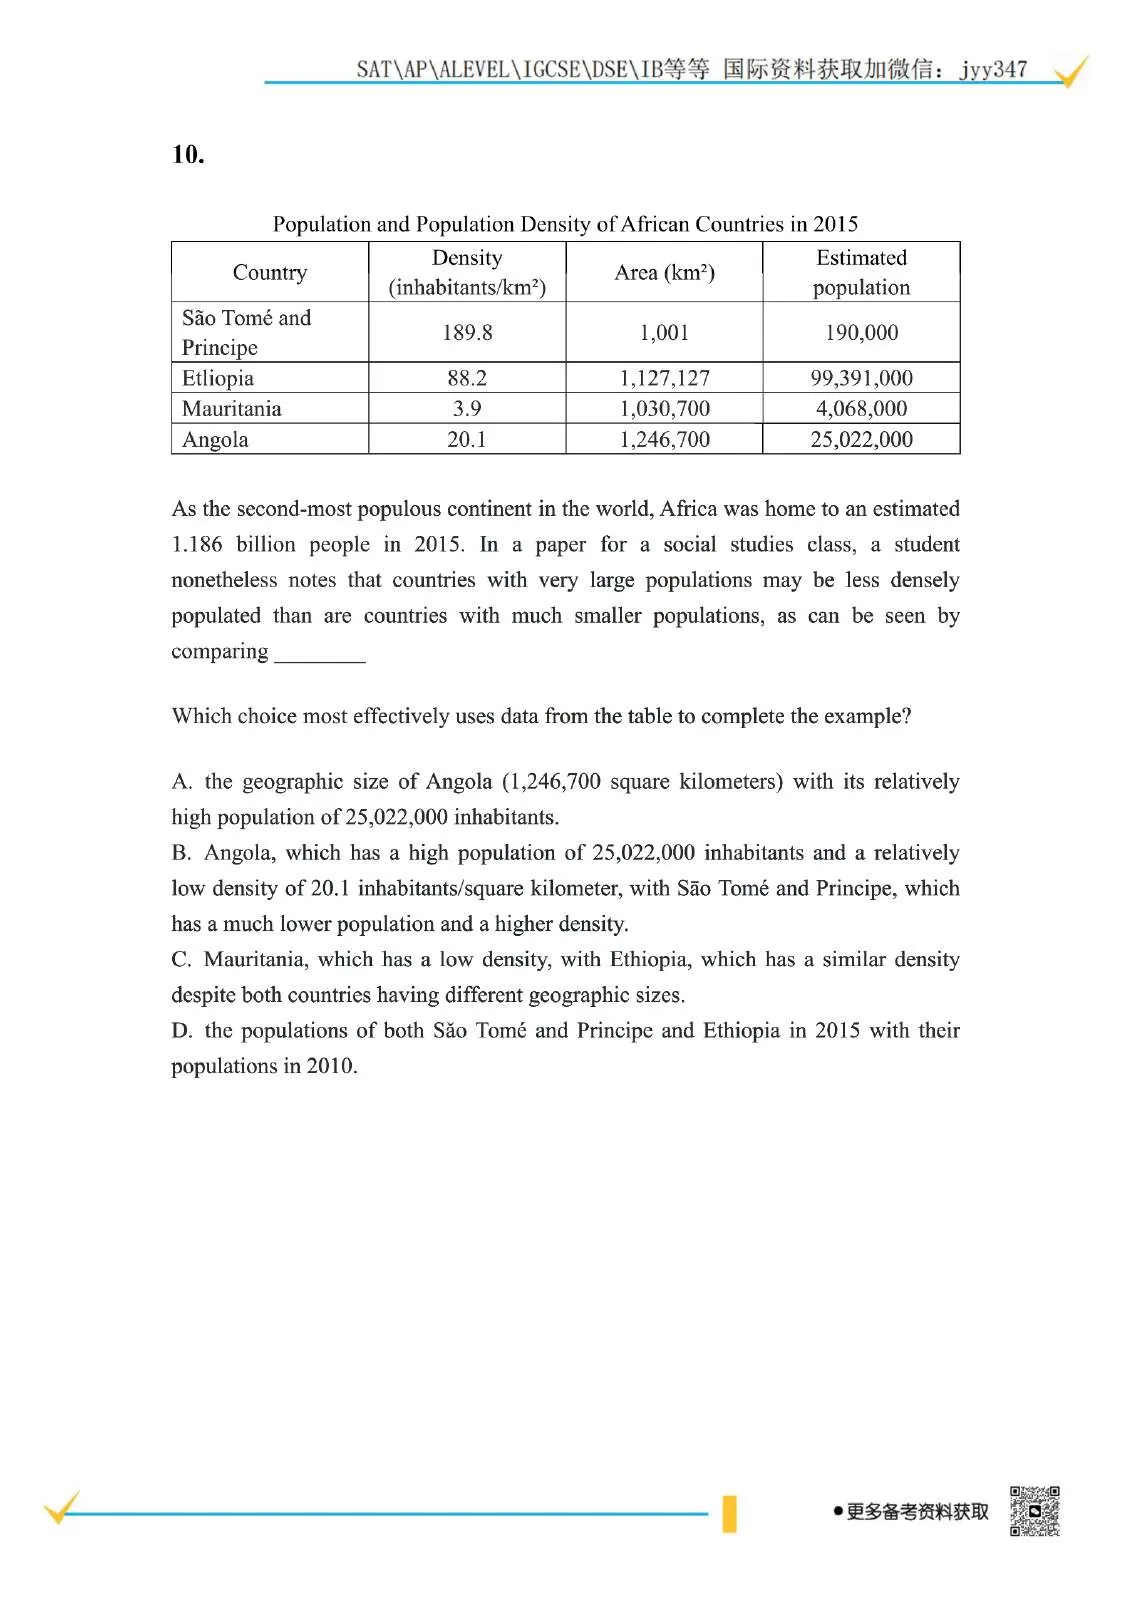 SAT\AP\ALEVEL\IGCSE\DSE\IB等等 国际资料获取加微信：jyy347
10.
Population and Population Density of African Countries in 2015
Country
Density
(inhabitants/km²)
Area (km²)
Estimated
population
São Tomé and
Principe
189.8
1,001
190,000
Etliopia
88.2
1,127,127
99,391,000
Mauritania
3.9
1,030,700
4,068,000
Angola
20.1
1,246,700
25,022,000
As the second-most populous continent in the world, Africa was home to an estimated
1.186 billion people in 2015. In a paper for a social studies class, a student
nonetheless notes that countries with very large populations may be less densely
populated than are countries with much smaller populations, as can be seen by
comparing ________
Which choice most effectively uses data from the table to complete the example?
A. the geographic size of Angola (1,246,700 square kilometers) with its relatively
high population of 25,022,000 inhabitants.
B. Angola, which has a high population of 25,022,000 inhabitants and a relatively
low density of 20.1 inhabitants/square kilometer, with Sāo Tomé and Principe, which
has a much lower population and a higher density.
C. Mauritania, which has a low density, with Ethiopia, which has a similar density
despite both countries having different geographic sizes.
D. the populations of both Sǎo Tomé and Principe and Ethiopia in 2015 with their
populations in 2010.
●更多备考资料获取